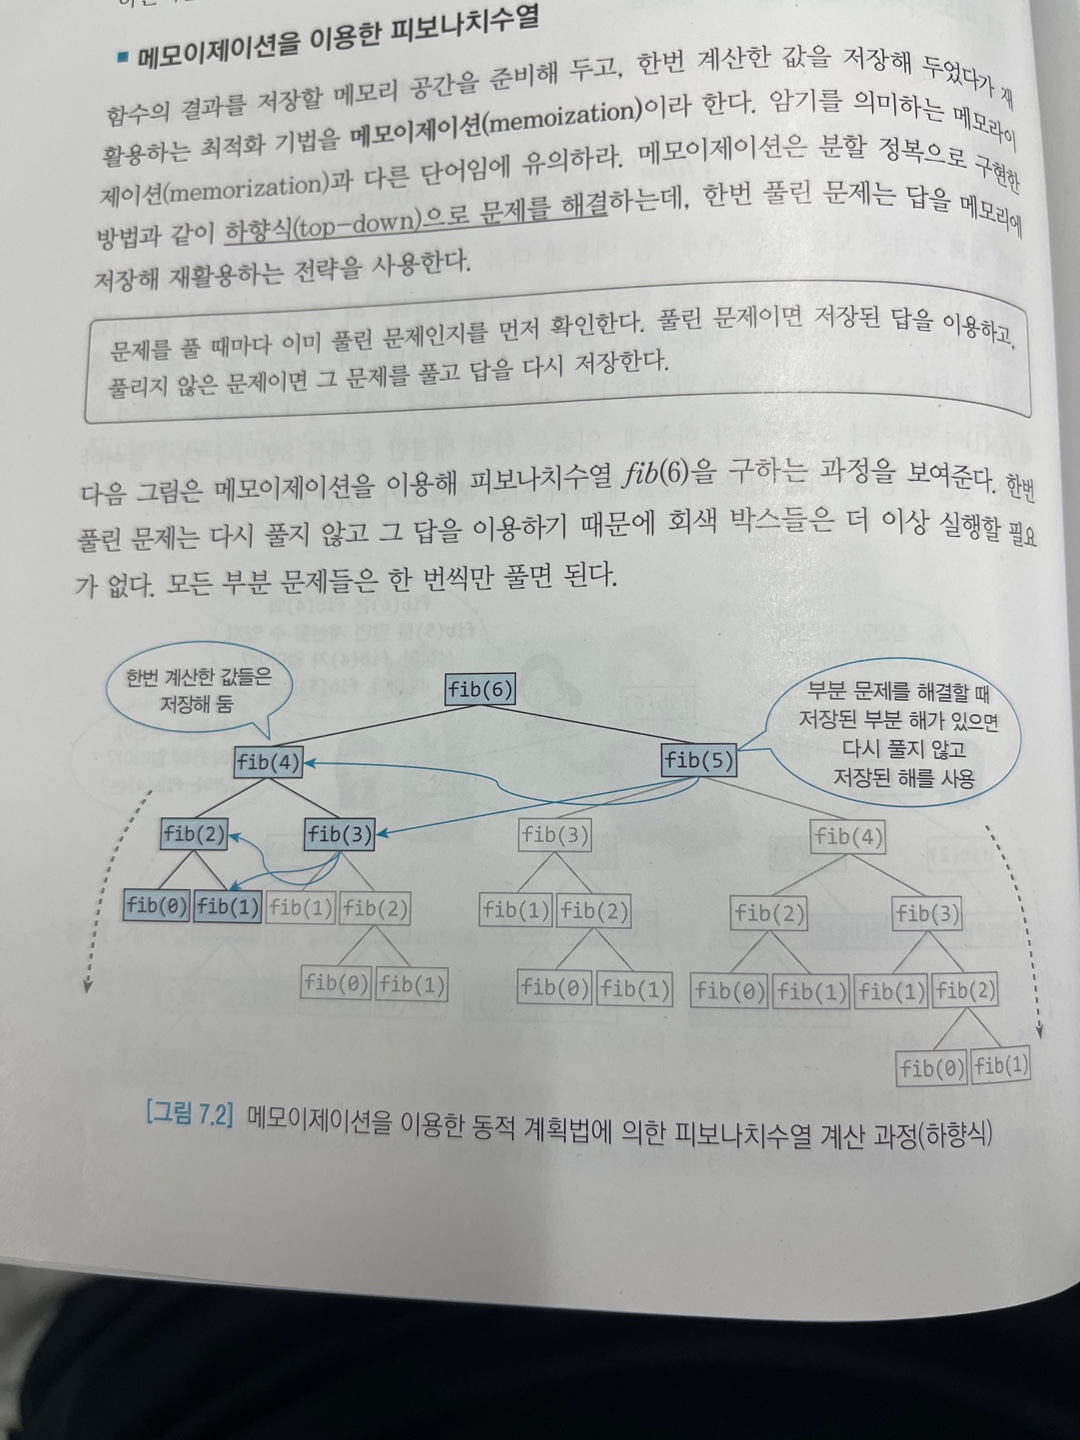 ■ 메모이제이션을 이용한 피보나치수열
함수의 결과를 저장할 메모리 공간을 준비해 두고, 한번 계산한 값을 저장해 두었다가 재
활용하는 최적화 기법을 메모이제이션(memoization)이라 한다. 암기를 의미하는 메모라이
제이션(memorization)과 다른 단어임에 유의하라. 메모이제이션은 분할 정복으로 구현한
방법과 같이 하향식(top-down)으로 문제를 해결하는데, 한번 풀린 문제는 답을 메모리에
저장해 재활용하는 전략을 사용한다.
문제를 풀 때마다 이미 풀린 문제인지를 먼저 확인한다. 풀린 문제이면 저장된 답을 이용하고,
풀리지 않은 문제이면 그 문제를 풀고 답을 다시 저장한다.
다음 그림은 메모이제이션을 이용해 피보나치수열 fib(6)을 구하는 과정을 보여준다. 한번
풀린 문제는 다시 풀지 않고 그 답을 이용하기 때문에 회색 박스들은 더 이상 실행할 필요
가 없다. 모든 부분 문제들은 한 번씩만 풀면 된다.
한번 계산한 값들은
저장해 둠
fib(6)
부분 문제를 해결할 때
저장된 부분 해가 있으면
다시 풀지 않고
저장된 해를 사용
fib(4) fib(5)
fib(2) fib(3) fib(3) fib(4)
fib(0) fib(1) fib(1) fib(2) fib(1) fib(2) fib(2) fib(3)
fib(0) fib(1) fib(0) fib(1) fib(0) fib(1) fib(1) fib(2)
fib(0) fib(1)
[그림 7.2] 메모이제이션을 이용한 동적 계획법에 의한 피보나치수열 계산 과정(하향식)